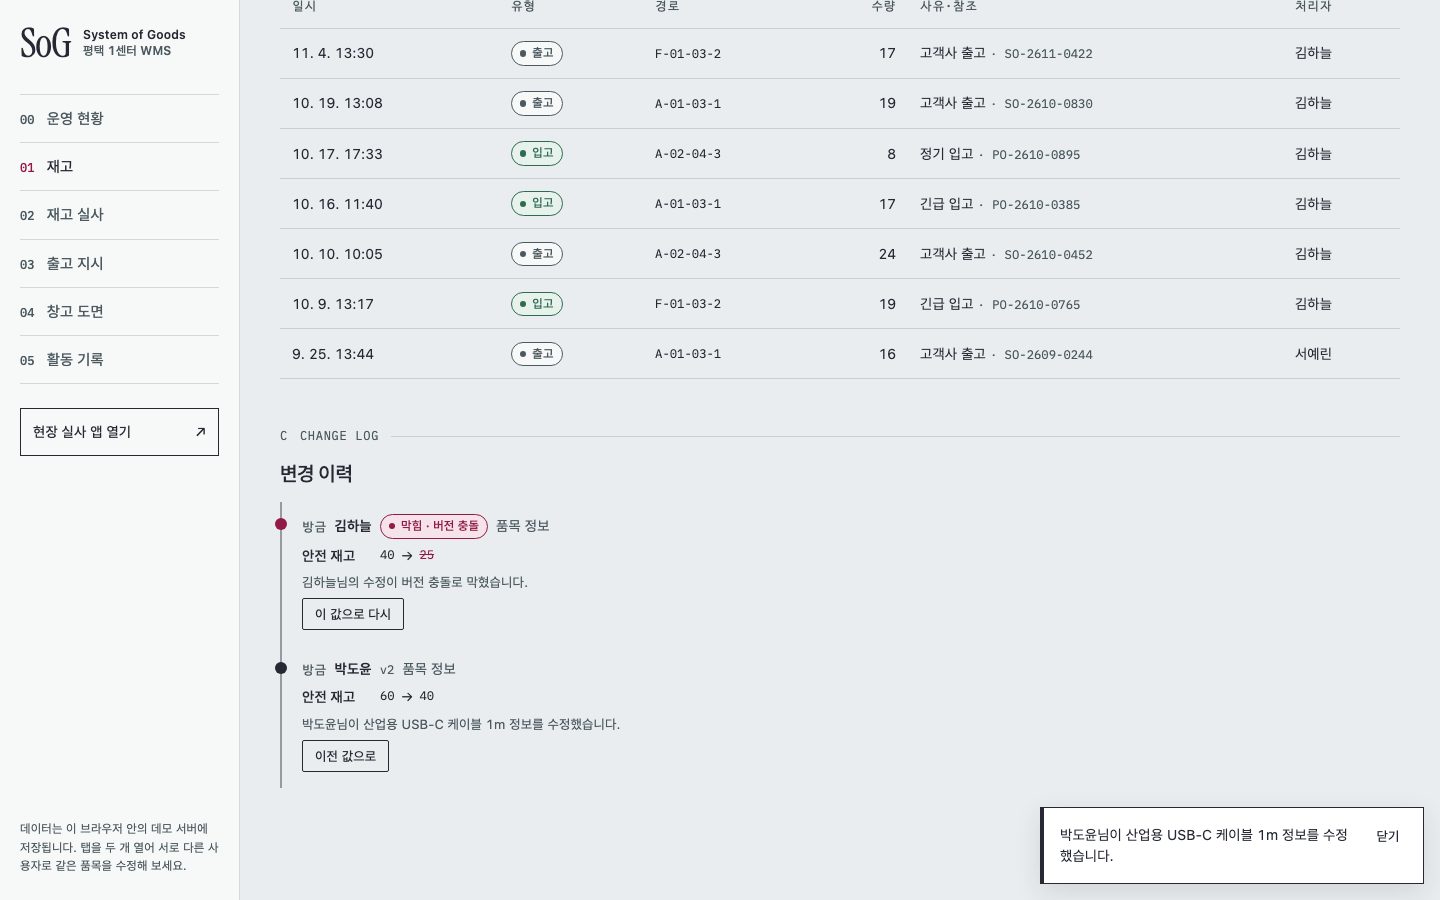 SoG
System of Goods
평택 1센터 WMS
00 운영 현황
01 재고
02 재고 실사
03 출고 지시
04 창고 도면
05 활동 기록
현장 실사 앱 열기 ↗
데이터는 이 브라우저 안의 데모 서버에
저장됩니다. 탭을 두 개 열어 서로 다른 사
용자로 같은 품목을 수정해 보세요.
일시 유형 경로 수량 사유·참조 처리자
11. 4. 13:30 출고 F-01-03-2 17 고객사 출고 · SO-2611-0422 김하늘
10. 19. 13:08 출고 A-01-03-1 19 고객사 출고 · SO-2610-0830 김하늘
10. 17. 17:33 입고 A-02-04-3 8 정기 입고 · PO-2610-0895 김하늘
10. 16. 11:40 입고 A-01-03-1 17 긴급 입고 · PO-2610-0385 김하늘
10. 10. 10:05 출고 A-02-04-3 24 고객사 출고 · SO-2610-0452 김하늘
10. 9. 13:17 입고 F-01-03-2 19 긴급 입고 · PO-2610-0765 김하늘
9. 25. 13:44 출고 A-01-03-1 16 고객사 출고 · SO-2609-0244 서예린
C CHANGE LOG
변경 이력
방금 김하늘 막힘 · 버전 충돌 품목 정보
안전 재고 40 → 25
김하늘님의 수정이 버전 충돌로 막혔습니다.
이 값으로 다시
방금 박도윤 v2 품목 정보
안전 재고 60 → 40
박도윤님이 산업용 USB-C 케이블 1m 정보를 수정했습니다.
이전 값으로
박도윤님이 산업용 USB-C 케이블 1m 정보를 수정
했습니다.
닫기